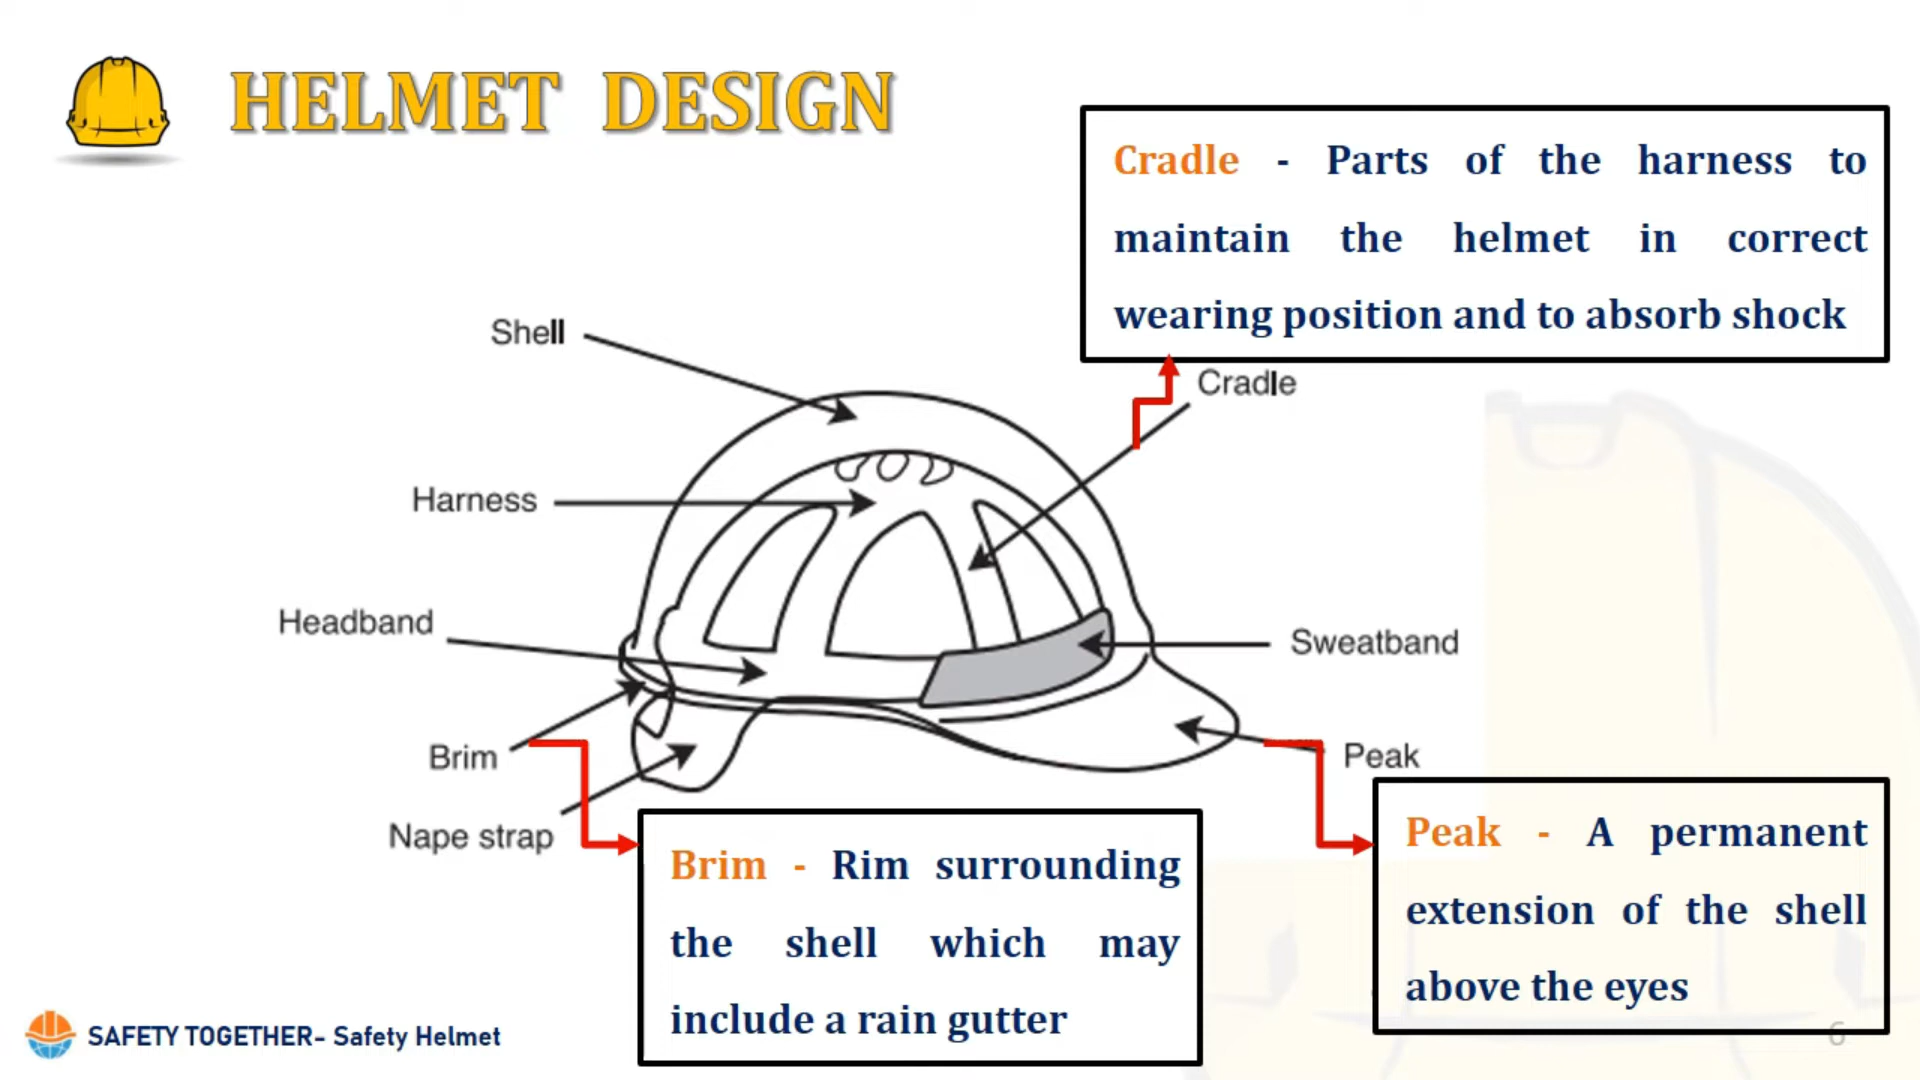 HELMET DESIGN
Cradle - Parts of the harness to
maintain the helmet in correct
wearing position and to absorb shock
Shell
Cradle
Harness
Headband
Sweatband
Brim
Peak
Nape strap
Brim - Rim surrounding
the shell which may
include a rain gutter
Peak - A permanent
extension of the shell
above the eyes
SAFETY TOGETHER- Safety Helmet
6